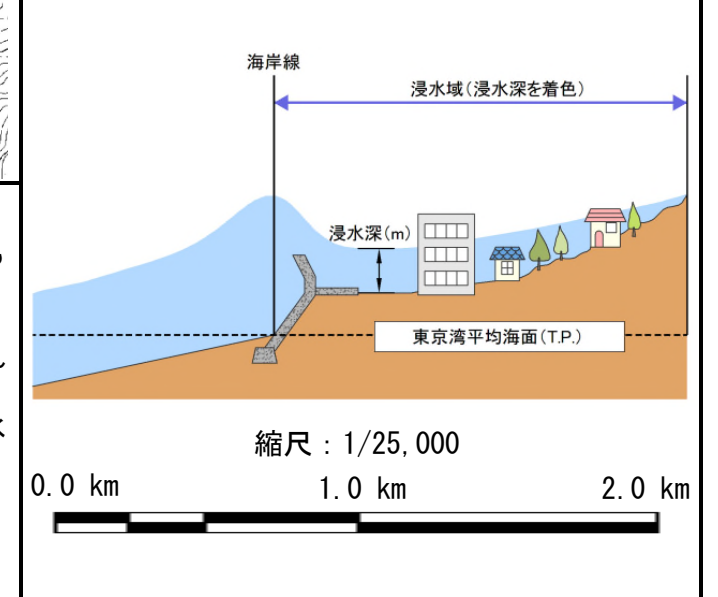 海岸線
浸水域(浸水深を着色)
浸水深(m)
東京湾平均海面(T.P.)
縮尺:1/25,000
0.0 km 1.0 km 2.0 km